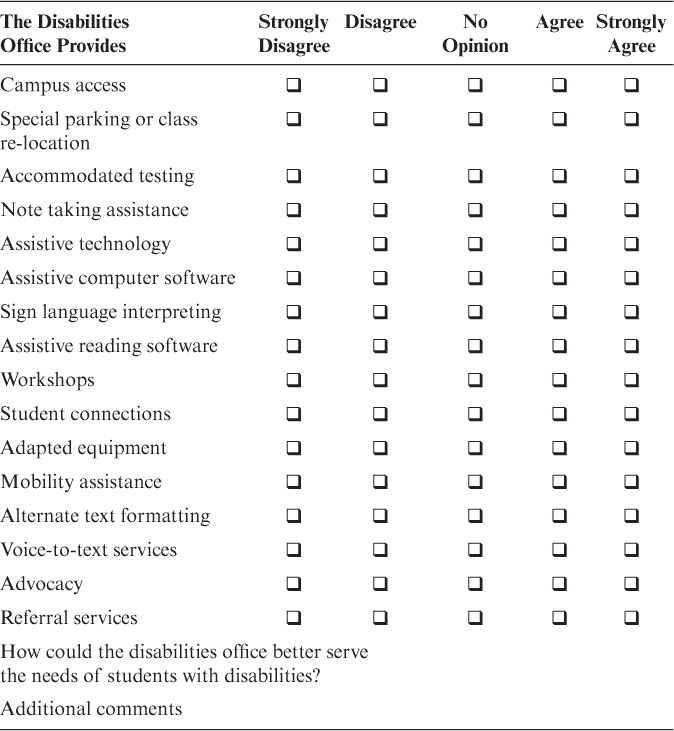 The Disabilities Strongly Disagree No Agree Strongly
Office Provides Disagree Opinion Agree
Campus access ❑ ❑ ❑ ❑ ❑
Special parking or class ❑ ❑ ❑ ❑ ❑
re-location
Accommodated testing ❑ ❑ ❑ ❑ ❑
Note taking assistance ❑ ❑ ❑ ❑ ❑
Assistive technology ❑ ❑ ❑ ❑ ❑
Assistive computer software ❑ ❑ ❑ ❑ ❑
Sign language interpreting ❑ ❑ ❑ ❑ ❑
Assistive reading software ❑ ❑ ❑ ❑ ❑
Workshops ❑ ❑ ❑ ❑ ❑
Student connections ❑ ❑ ❑ ❑ ❑
Adapted equipment ❑ ❑ ❑ ❑ ❑
Mobility assistance ❑ ❑ ❑ ❑ ❑
Alternate text formatting ❑ ❑ ❑ ❑ ❑
Voice-to-text services ❑ ❑ ❑ ❑ ❑
Advocacy ❑ ❑ ❑ ❑ ❑
Referral services ❑ ❑ ❑ ❑ ❑
How could the disabilities office better serve
the needs of students with disabilities?
Additional comments